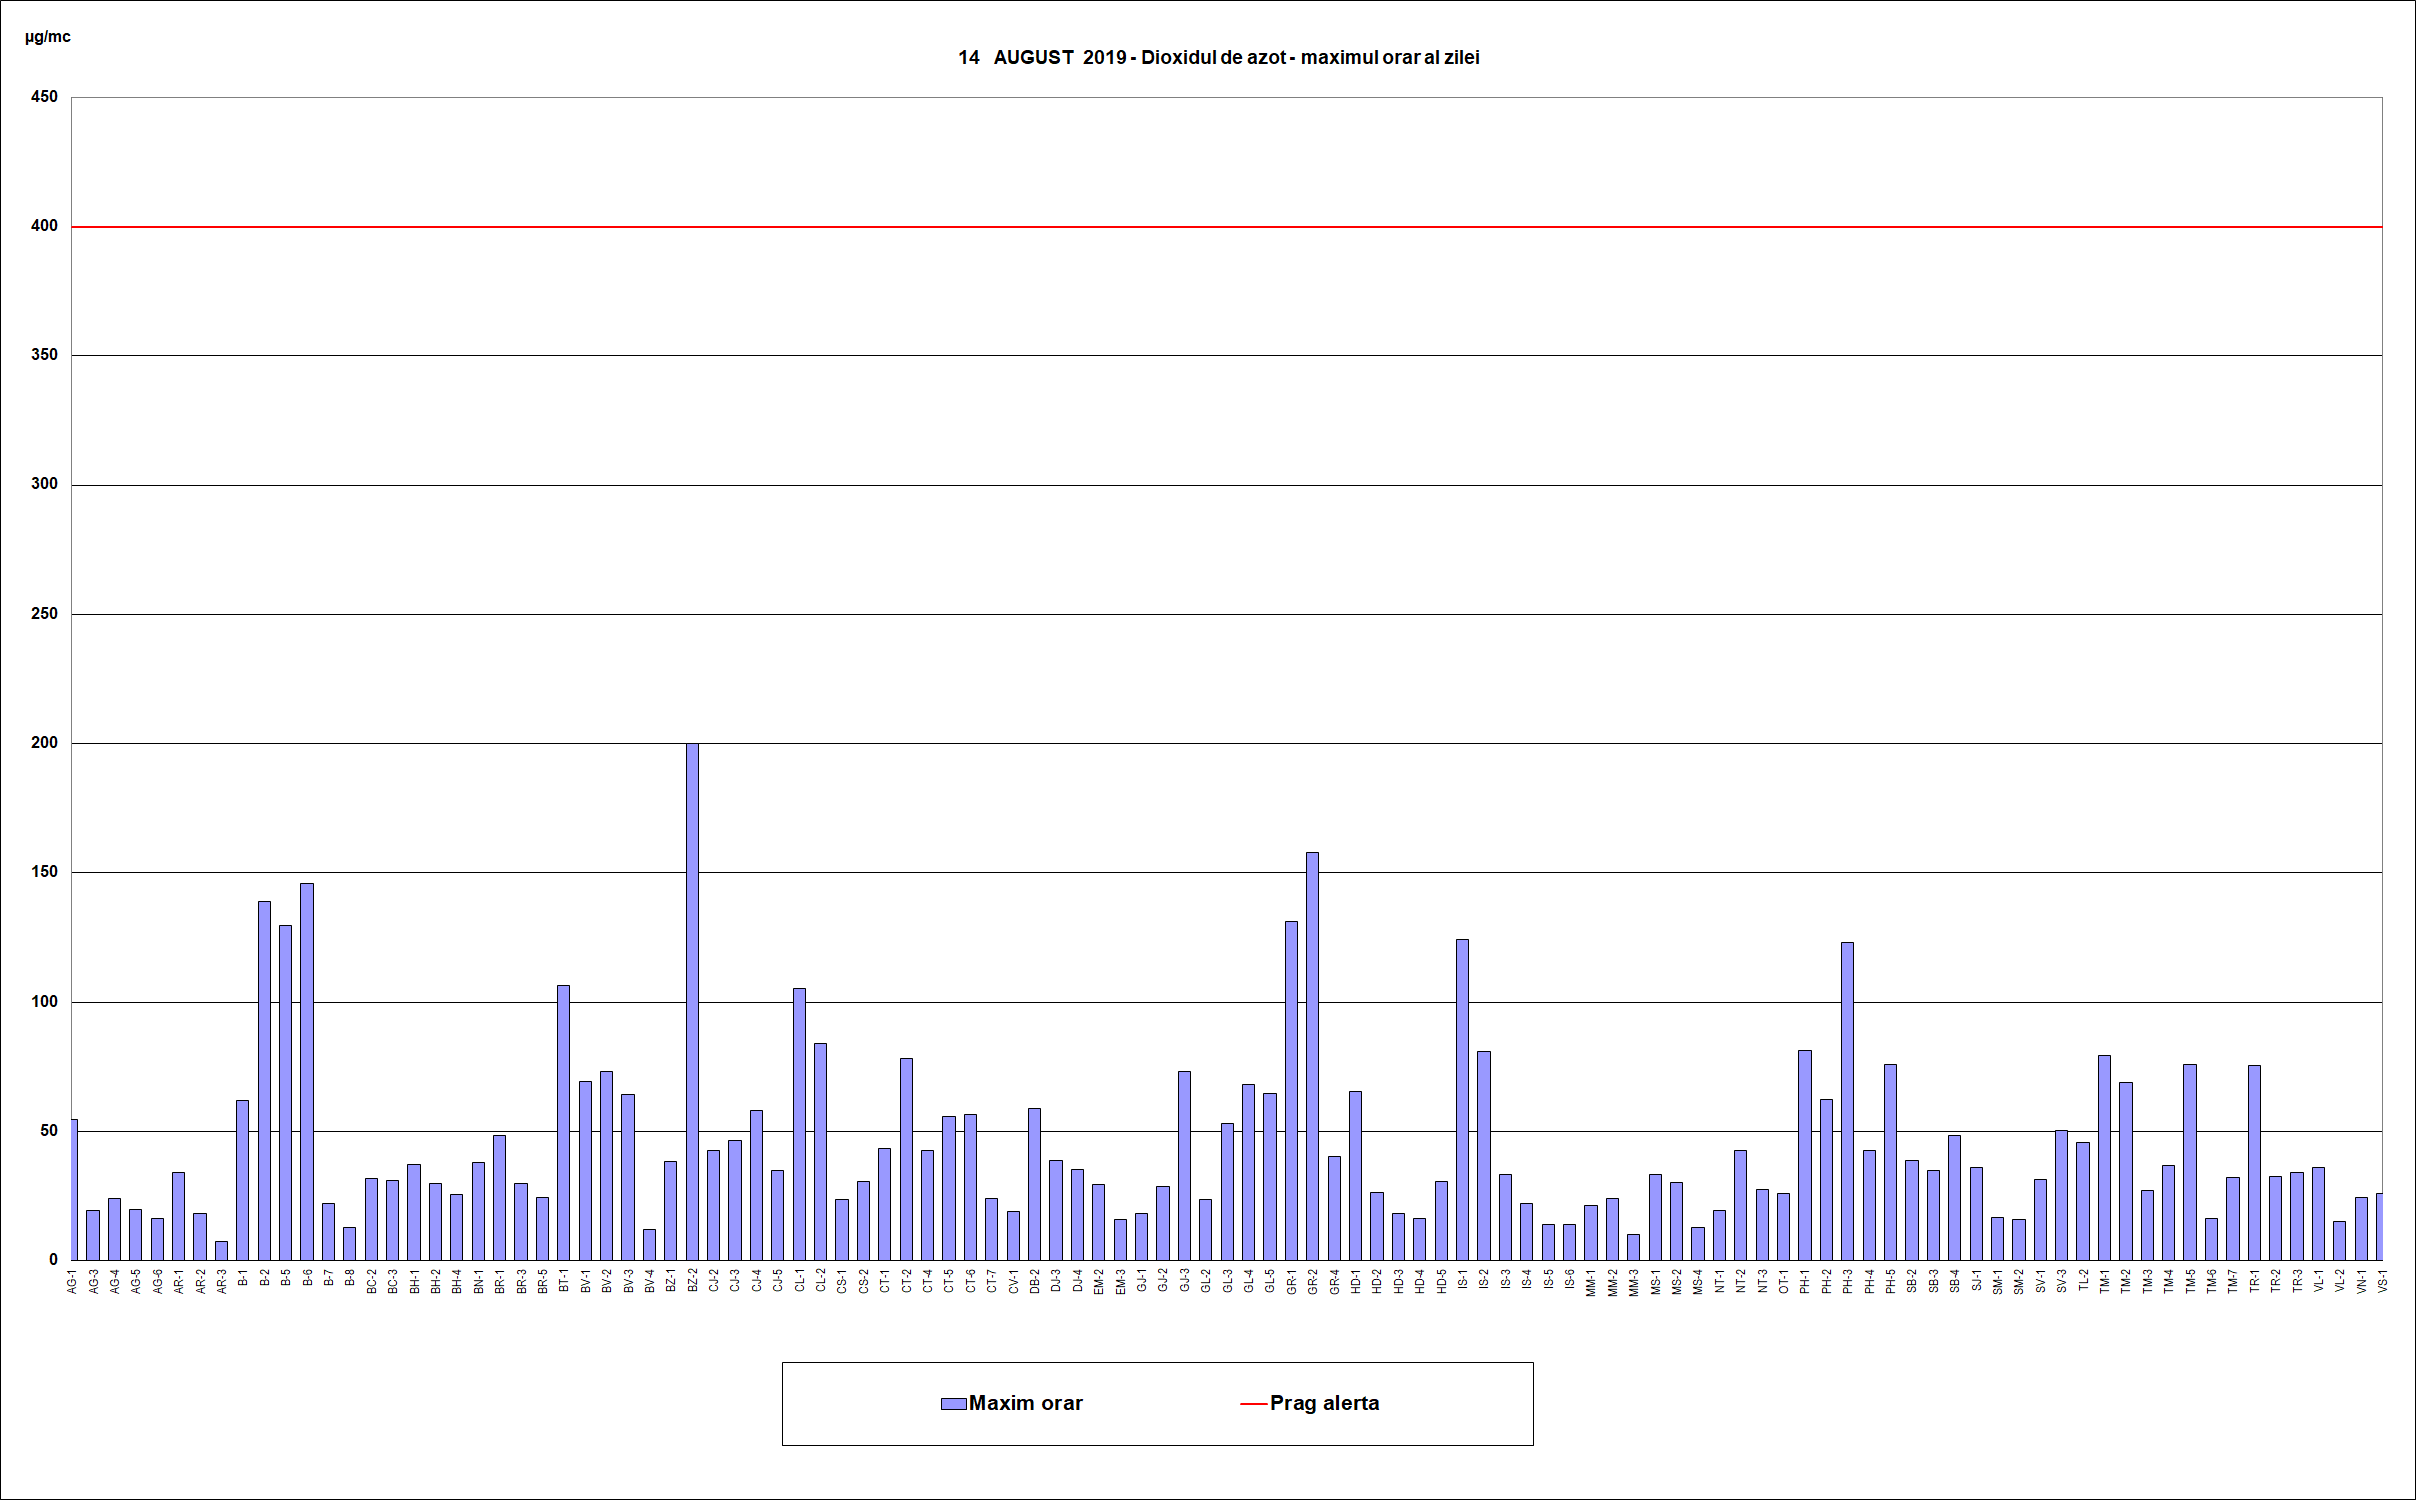 µg/mc
14 AUGUST 2019 - Dioxidul de azot - maximul orar al zilei
450
400
350
300
250
200
150
100
50
0
AG-1 AG-3 AG-4 AG-5 AG-6 AR-1 AR-2 AR-3 B-1 B-2 B-5 B-6 B-7 B-8 BC-2 BC-3 BH-1 BH-2 BH-4 BN-1 BR-1 BR-3 BR-5 BT-1 BV-1 BV-2 BV-3 BV-4 BZ-1 BZ-2 CJ-2 CJ-3 CJ-4 CJ-5 CL-1 CL-2 CS-1 CS-2 CT-1 CT-2 CT-4 CT-5 CT-6 CT-7 CV-1 DB-2 DJ-3 DJ-4 EM-2 EM-3 GJ-1 GJ-2 GJ-3 GL-2 GL-3 GL-4 GL-5 GR-1 GR-2 GR-4 HD-1 HD-2 HD-3 HD-4 HD-5 IS-1 IS-2 IS-3 IS-4 IS-5 IS-6 MM-1 MM-2 MM-3 MS-1 MS-2 MS-4 NT-1 NT-2 NT-3 OT-1 PH-1 PH-2 PH-3 PH-4 PH-5 SB-2 SB-3 SB-4 SJ-1 SM-1 SM-2 SV-1 SV-3 TL-2 TM-1 TM-2 TM-3 TM-4 TM-5 TM-6 TM-7 TR-1 TR-2 TR-3 VL-1 VL-2 VN-1 VS-1
Maxim orar Prag alerta